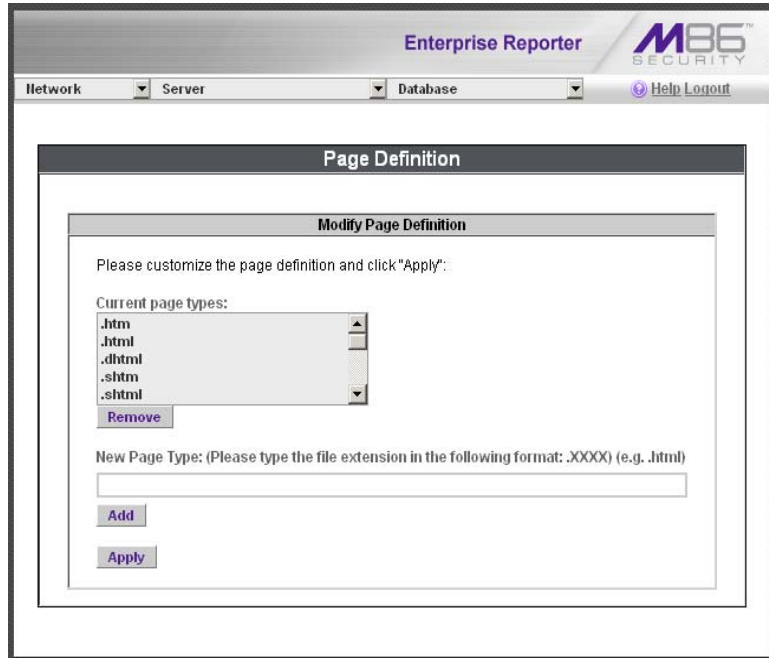 Enterprise Reporter
M86™
SECURITY
Network Server Database Help Logout
Page Definition
Modify Page Definition
Please customize the page definition and click "Apply":
Current page types:
.htm
.html
.dhtml
.shtm
.shtml
Remove
New Page Type: (Please type the file extension in the following format: .XXXX) (e.g. .html)
Add
Apply